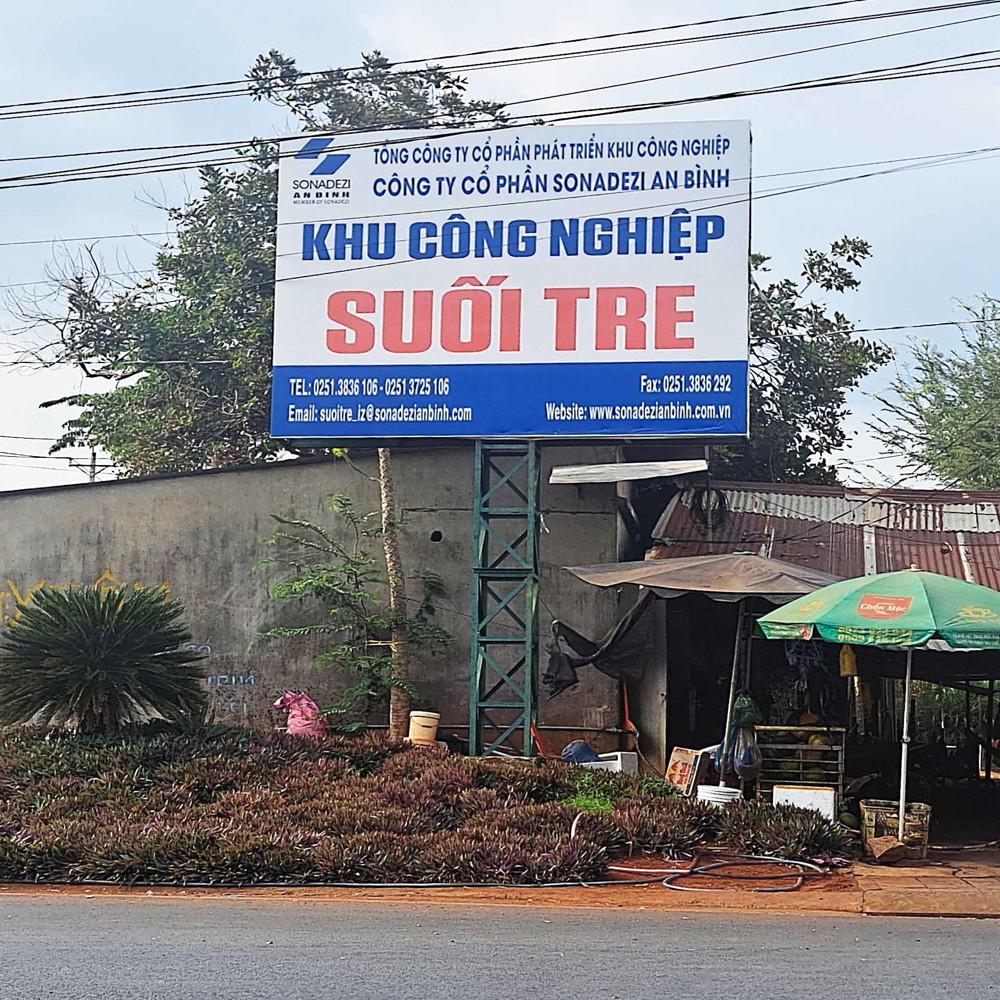 SONADEZI
AN BINH
MEMBER OF SONADEZI
TỔNG CÔNG TY CỔ PHẦN PHÁT TRIỂN KHU CÔNG NGHIỆP
CÔNG TY CỔ PHẦN SONADEZI AN BÌNH
KHU CÔNG NGHIỆP
SUỐI TRE
TEL: 0251.3836 106 - 0251 3725 106
Fax: 0251.3836 292
Email: suoitre_iz@sonadezianbinh.com
Website: www.sonadezianbinh.com.vn
Chốn Mộc